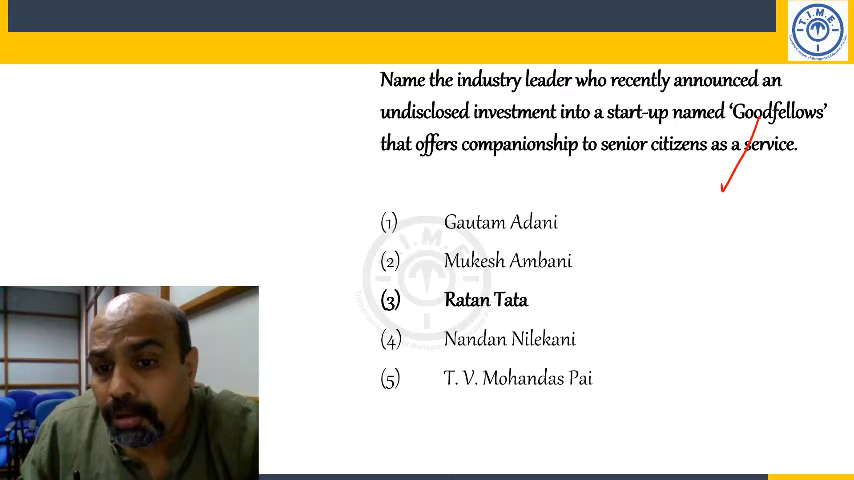 T.I.M.E.
Name the industry leader who recently announced an
undisclosed investment into a start-up named ‘Goodfellows’
that offers companionship to senior citizens as a service.
(1) Gautam Adani
(2) Mukesh Ambani
(3) Ratan Tata
(4) Nandan Nilekani
(5) T. V. Mohandas Pai